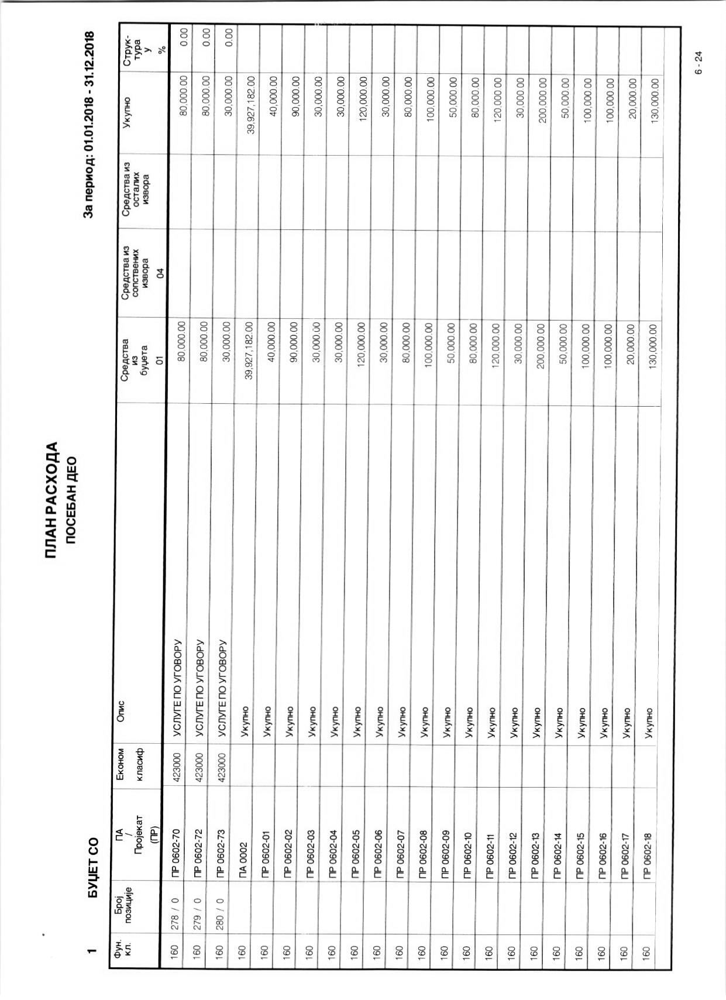 ПЛАН РАСХОДА
ПОСЕБАН ДЕО
1 БУЏЕТ СО За период: 01.01.2018 - 31.12.2018
Фун. кл. Број позиције ПА / Пројекат (ПР) Економ класиф Опис Средства из буџета 01 Средства из сопствених извора 04 Средства из осталих извора Укупно Струк-тура у %
160 278 / 0 ПР 0602-70 423000 УСЛУГЕ ПО УГОВОРУ 80,000.00 80,000.00 0.00
160 279 / 0 ПР 0602-72 423000 УСЛУГЕ ПО УГОВОРУ 80,000.00 80,000.00 0.00
160 280 / 0 ПР 0602-73 423000 УСЛУГЕ ПО УГОВОРУ 30,000.00 30,000.00 0.00
160 ПА 0002 Укупно 39,927,182.00 39,927,182.00
160 ПР 0602-01 Укупно 40,000.00 40,000.00
160 ПР 0602-02 Укупно 90,000.00 90,000.00
160 ПР 0602-03 Укупно 30,000.00 30,000.00
160 ПР 0602-04 Укупно 30,000.00 30,000.00
160 ПР 0602-05 Укупно 120,000.00 120,000.00
160 ПР 0602-06 Укупно 30,000.00 30,000.00
160 ПР 0602-07 Укупно 80,000.00 80,000.00
160 ПР 0602-08 Укупно 100,000.00 100,000.00
160 ПР 0602-09 Укупно 50,000.00 50,000.00
160 ПР 0602-10 Укупно 80,000.00 80,000.00
160 ПР 0602-11 Укупно 120,000.00 120,000.00
160 ПР 0602-12 Укупно 30,000.00 30,000.00
160 ПР 0602-13 Укупно 200,000.00 200,000.00
160 ПР 0602-14 Укупно 50,000.00 50,000.00
160 ПР 0602-15 Укупно 100,000.00 100,000.00
160 ПР 0602-16 Укупно 100,000.00 100,000.00
160 ПР 0602-17 Укупно 20,000.00 20,000.00
160 ПР 0602-18 Укупно 130,000.00 130,000.00
6 - 24